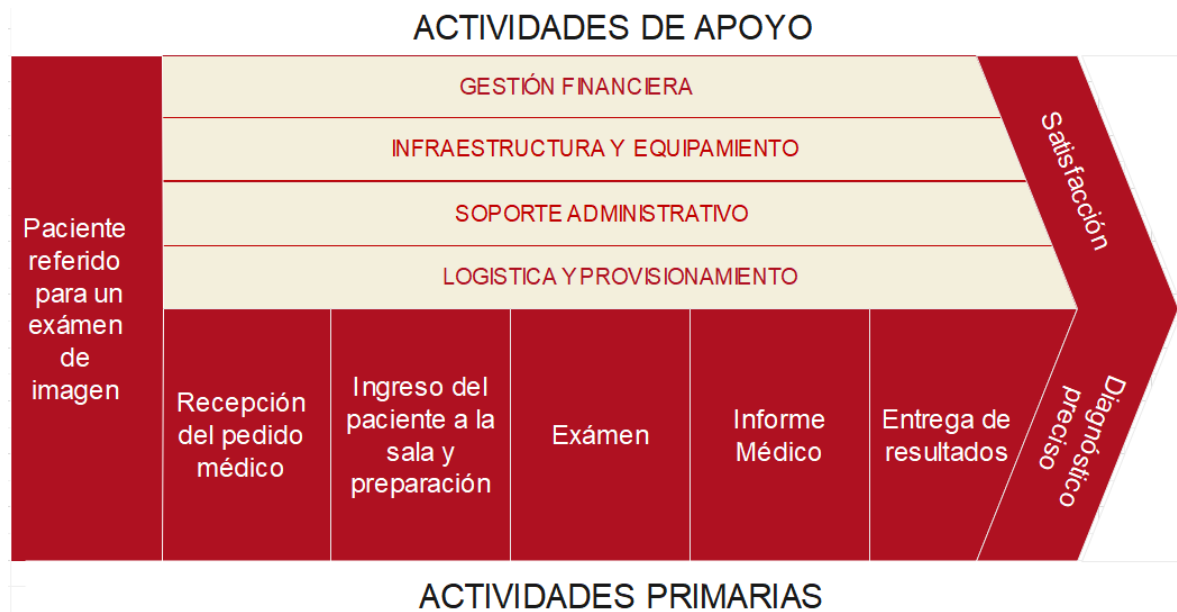 ACTIVIDADES DE APOYO
GESTIÓN FINANCIERA
INFRAESTRUCTURA Y EQUIPAMIENTO
SOPORTE ADMINISTRATIVO
LOGISTICA Y PROVISIONAMIENTO
Paciente
referido
para un
exámen
de
imagen
Recepción
del pedido
médico
Ingreso del
paciente a la
sala y
preparación
Exámen
Informe
Médico
Entrega de
resultados
Satisfacción
Diagnóstico
preciso
ACTIVIDADES PRIMARIAS